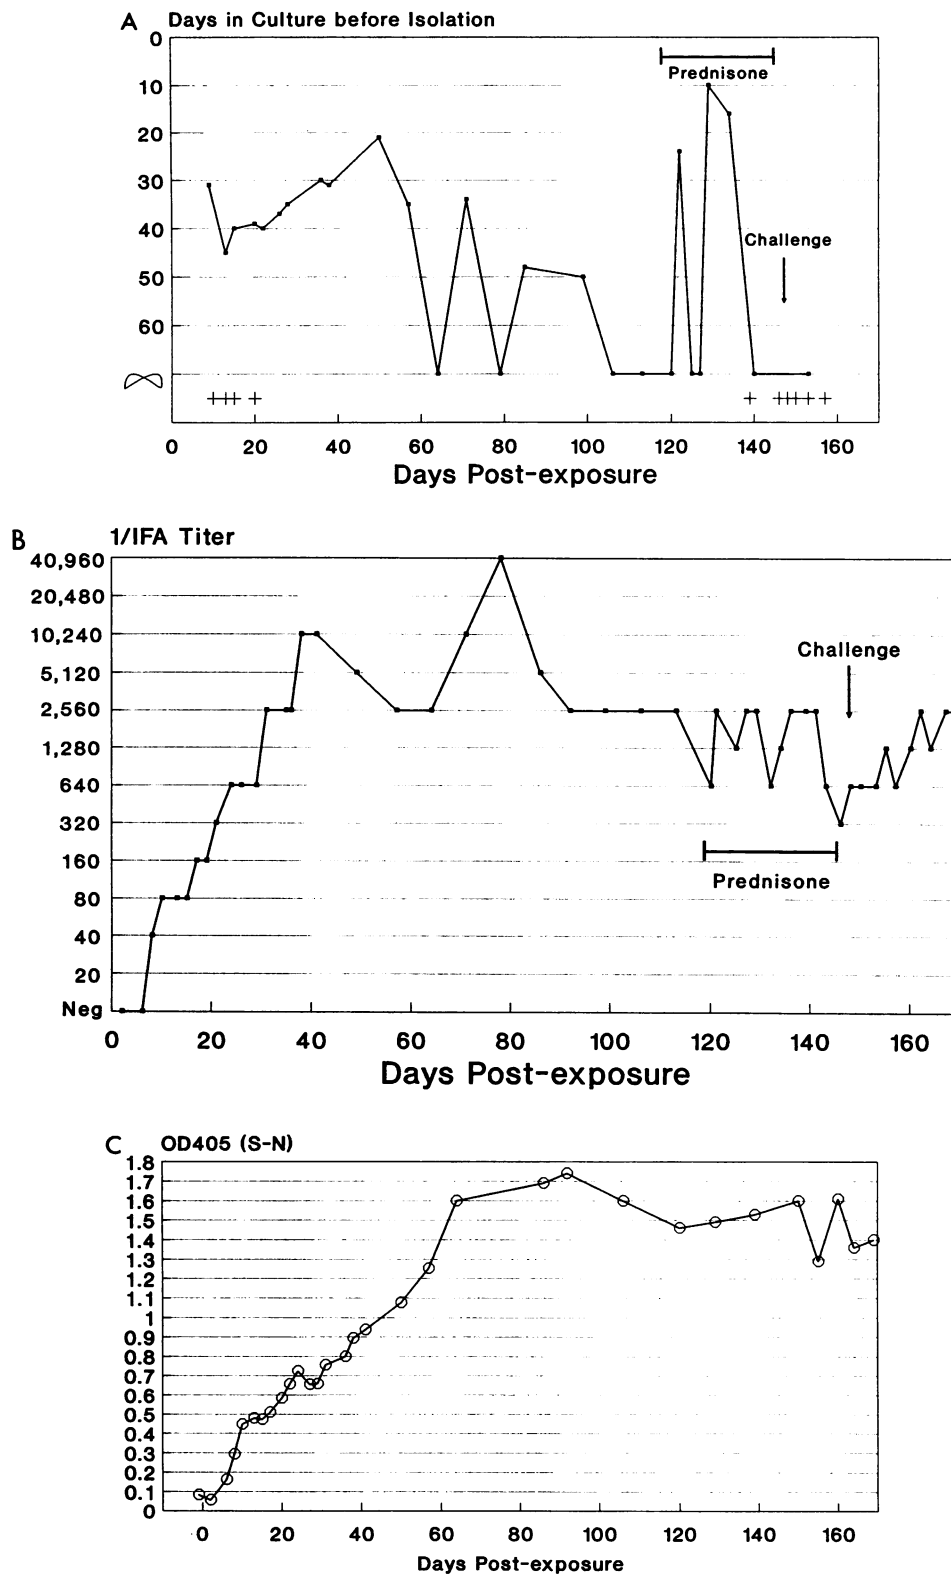 A Days in Culture before Isolation
0
10
20
30
40
50
60
Prednisone
Challenge
+ + + + + + + + + + +
0 20 40 60 80 100 120 140 160
Days Post-exposure
B 1/IFA Titer
40,960
20,480
10,240
5,120
2,560
1,280
640
320
160
80
40
20
Neg
Challenge
Prednisone
0 20 40 60 80 100 120 140 160
Days Post-exposure
C OD405 (S-N)
1.8
1.7
1.6
1.5
1.4
1.3
1.2
1.1
1
0.9
0.8
0.7
0.6
0.5
0.4
0.3
0.2
0.1
0
0 20 40 60 80 100 120 140 160
Days Post-exposure